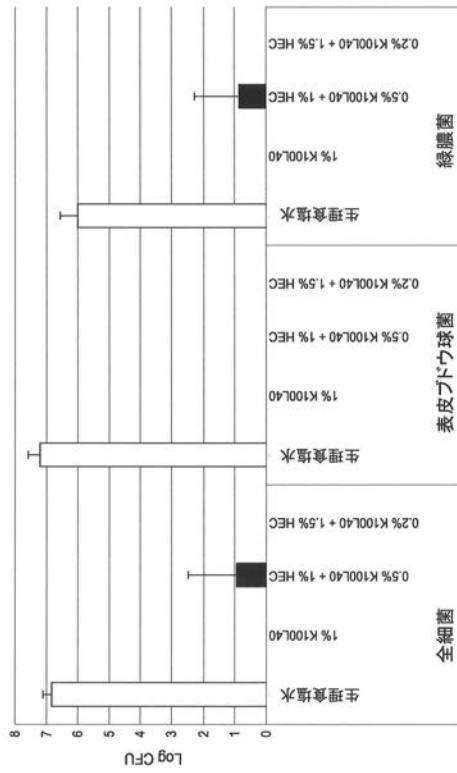 Log CFU
8
7
6
5
4
3
2
1
0
生理食塩水
1% K100L40
0.5% K100L40 + 1% HEC
0.2% K100L40 + 1.5% HEC
生理食塩水
1% K100L40
0.5% K100L40 + 1% HEC
0.2% K100L40 + 1.5% HEC
生理食塩水
1% K100L40
0.5% K100L40 + 1% HEC
0.2% K100L40 + 1.5% HEC
全細菌
表皮ブドウ球菌
緑膿菌